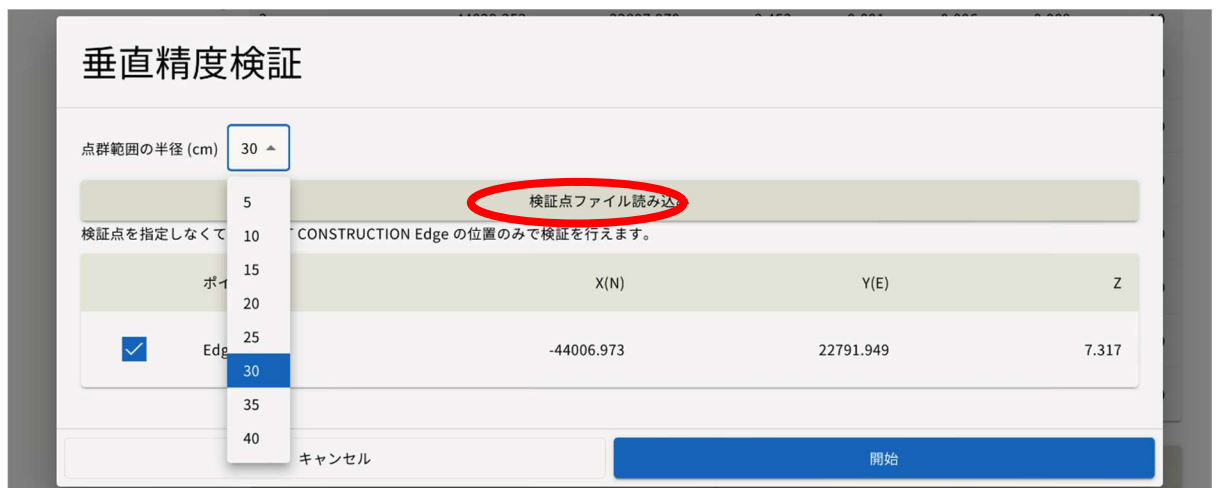 垂直精度検証
点群範囲の半径 (cm) 30
検証点ファイル読み込み
検証点を指定しなくて CONSTRUCTION Edge の位置のみで検証を行えます。
X(N) Y(E) Z
-44006.973 22791.949 7.317
5
10
15
20
25
30
35
40
キャンセル 開始